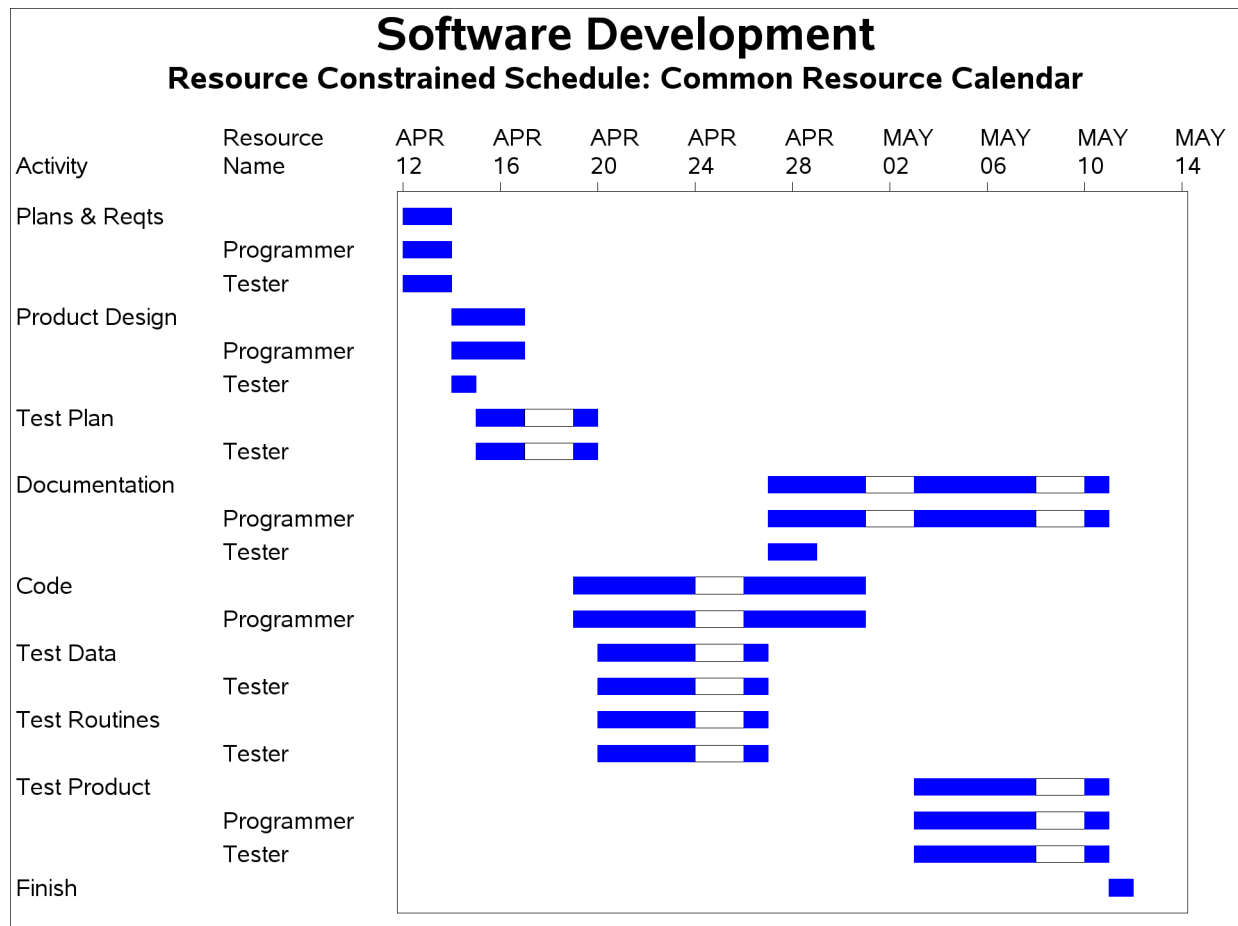 Software Development
Resource Constrained Schedule: Common Resource Calendar
Resource APR APR APR APR APR MAY MAY MAY MAY
Activity Name 12 16 20 24 28 02 06 10 14
Plans & Reqts
Programmer
Tester
Product Design
Programmer
Tester
Test Plan
Tester
Documentation
Programmer
Tester
Code
Programmer
Test Data
Tester
Test Routines
Tester
Test Product
Programmer
Tester
Finish